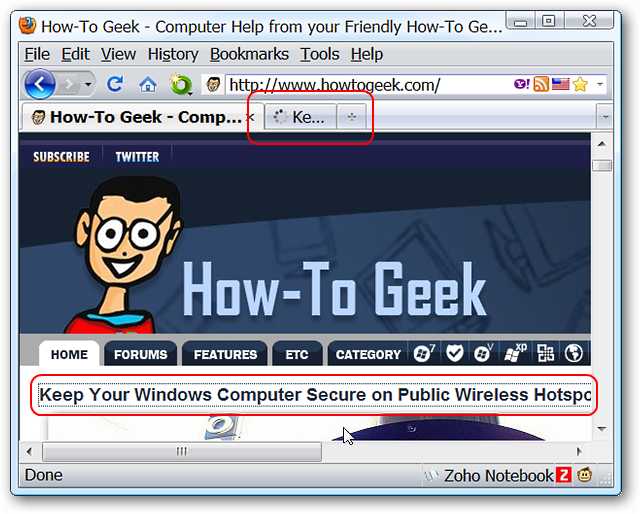 How-To Geek - Computer Help from your Friendly How-To Ge...
File Edit View History Bookmarks Tools Help
http://www.howtogeek.com/ Y!
How-To Geek - Comp... Ke...
SUBSCRIBE TWITTER
How-To Geek
HOME FORUMS FEATURES ETC CATEGORY 7 V XP
Keep Your Windows Computer Secure on Public Wireless Hotspo
Done Zoho Notebook Z